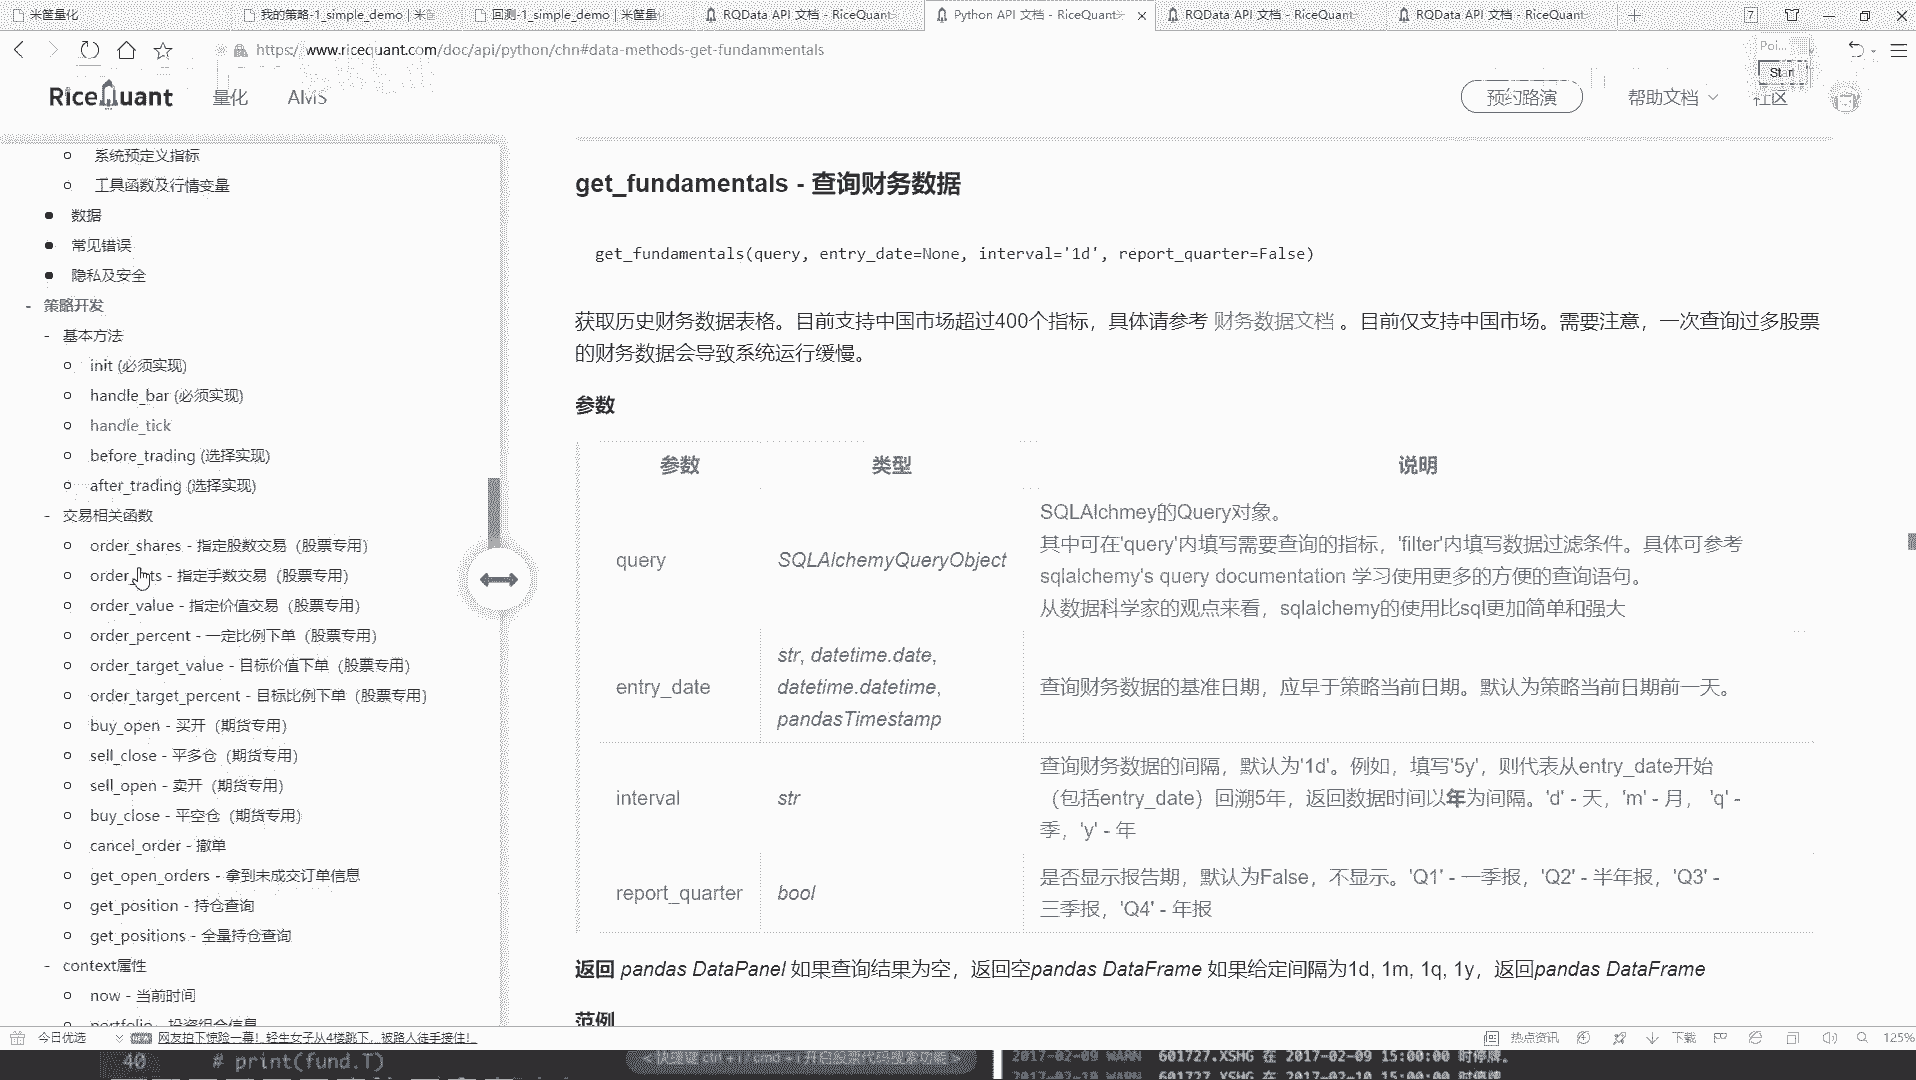 米筐量化
我的策略-1_simple_demo | 米筐
回测-1_simple_demo | 米筐量
RQData API 文档 - RiceQuant
Python API 文档 - RiceQuant
RQData API 文档 - RiceQuant
RQData API 文档 - RiceQuant
7
https://www.ricequant.com/doc/api/python/chn#data-methods-get-fundammentals
Poi...
Start
RiceQuant
量化
AMS
预约路演
帮助文档
社区
系统预定义指标
工具函数及行情变量
数据
常见错误
隐私及安全
- 策略开发
- 基本方法
init (必须实现)
handle_bar (必须实现)
handle_tick
before_trading (选择实现)
after_trading (选择实现)
- 交易相关函数
order_shares - 指定股数交易（股票专用）
order_ts - 指定手数交易（股票专用）
order_value - 指定价值交易（股票专用）
order_percent - 一定比例下单（股票专用）
order_target_value - 目标价值下单（股票专用）
order_target_percent - 目标比例下单（股票专用）
buy_open - 买开（期货专用）
sell_close - 平多仓（期货专用）
sell_open - 卖开（期货专用）
buy_close - 平空仓（期货专用）
cancel_order - 撤单
get_open_orders - 拿到未成交订单信息
get_position - 持仓查询
get_positions - 全量持仓查询
- context属性
now - 当前时间
portfolio - 投资组合信息
get_fundamentals - 查询财务数据
get_fundamentals(query, entry_date=None, interval='1d', report_quarter=False)
获取历史财务数据表格。目前支持中国市场超过400个指标，具体请参考 财务数据文档 。目前仅支持中国市场。需要注意，一次查询过多股票
的财务数据会导致系统运行缓慢。
参数
参数 类型 说明
query
SQLAlchemyQueryObject
SQLAlchmey的Query对象。
其中可在'query'内填写需要查询的指标，'filter'内填写数据过滤条件。具体可参考
sqlalchemy's query documentation 学习使用更多的方便的查询语句。
从数据科学家的观点来看，sqlalchemy的使用比sql更加简单和强大
entry_date
str, datetime.date,
datetime.datetime,
pandasTimestamp
查询财务数据的基准日期，应早于策略当前日期。默认为策略当前日期前一天。
interval
str
查询财务数据的间隔，默认为'1d'。例如，填写'5y'，则代表从entry_date开始
（包括entry_date）回溯5年，返回数据时间以年为间隔。'd' - 天，'m' - 月， 'q' -
季，'y' - 年
report_quarter
bool
是否显示报告期，默认为False，不显示。'Q1' - 一季报，'Q2' - 半年报，'Q3' -
三季报，'Q4' - 年报
返回 pandas DataPanel 如果查询结果为空，返回空pandas DataFrame 如果给定间隔为1d, 1m, 1q, 1y，返回pandas DataFrame
范例
今日优选
网友拍下惊险一幕！轻生女子从4楼跳下，被路人徒手接住！
热点资讯
下载
125%
40 # print(fund.T)
2017-02-09 WARN 601727.XSHG 在 2017-02-09 15:00:00 时停牌。
2017-02-10 WARN 601727.XSHG 在 2017-02-10 15:00:00 时停牌。